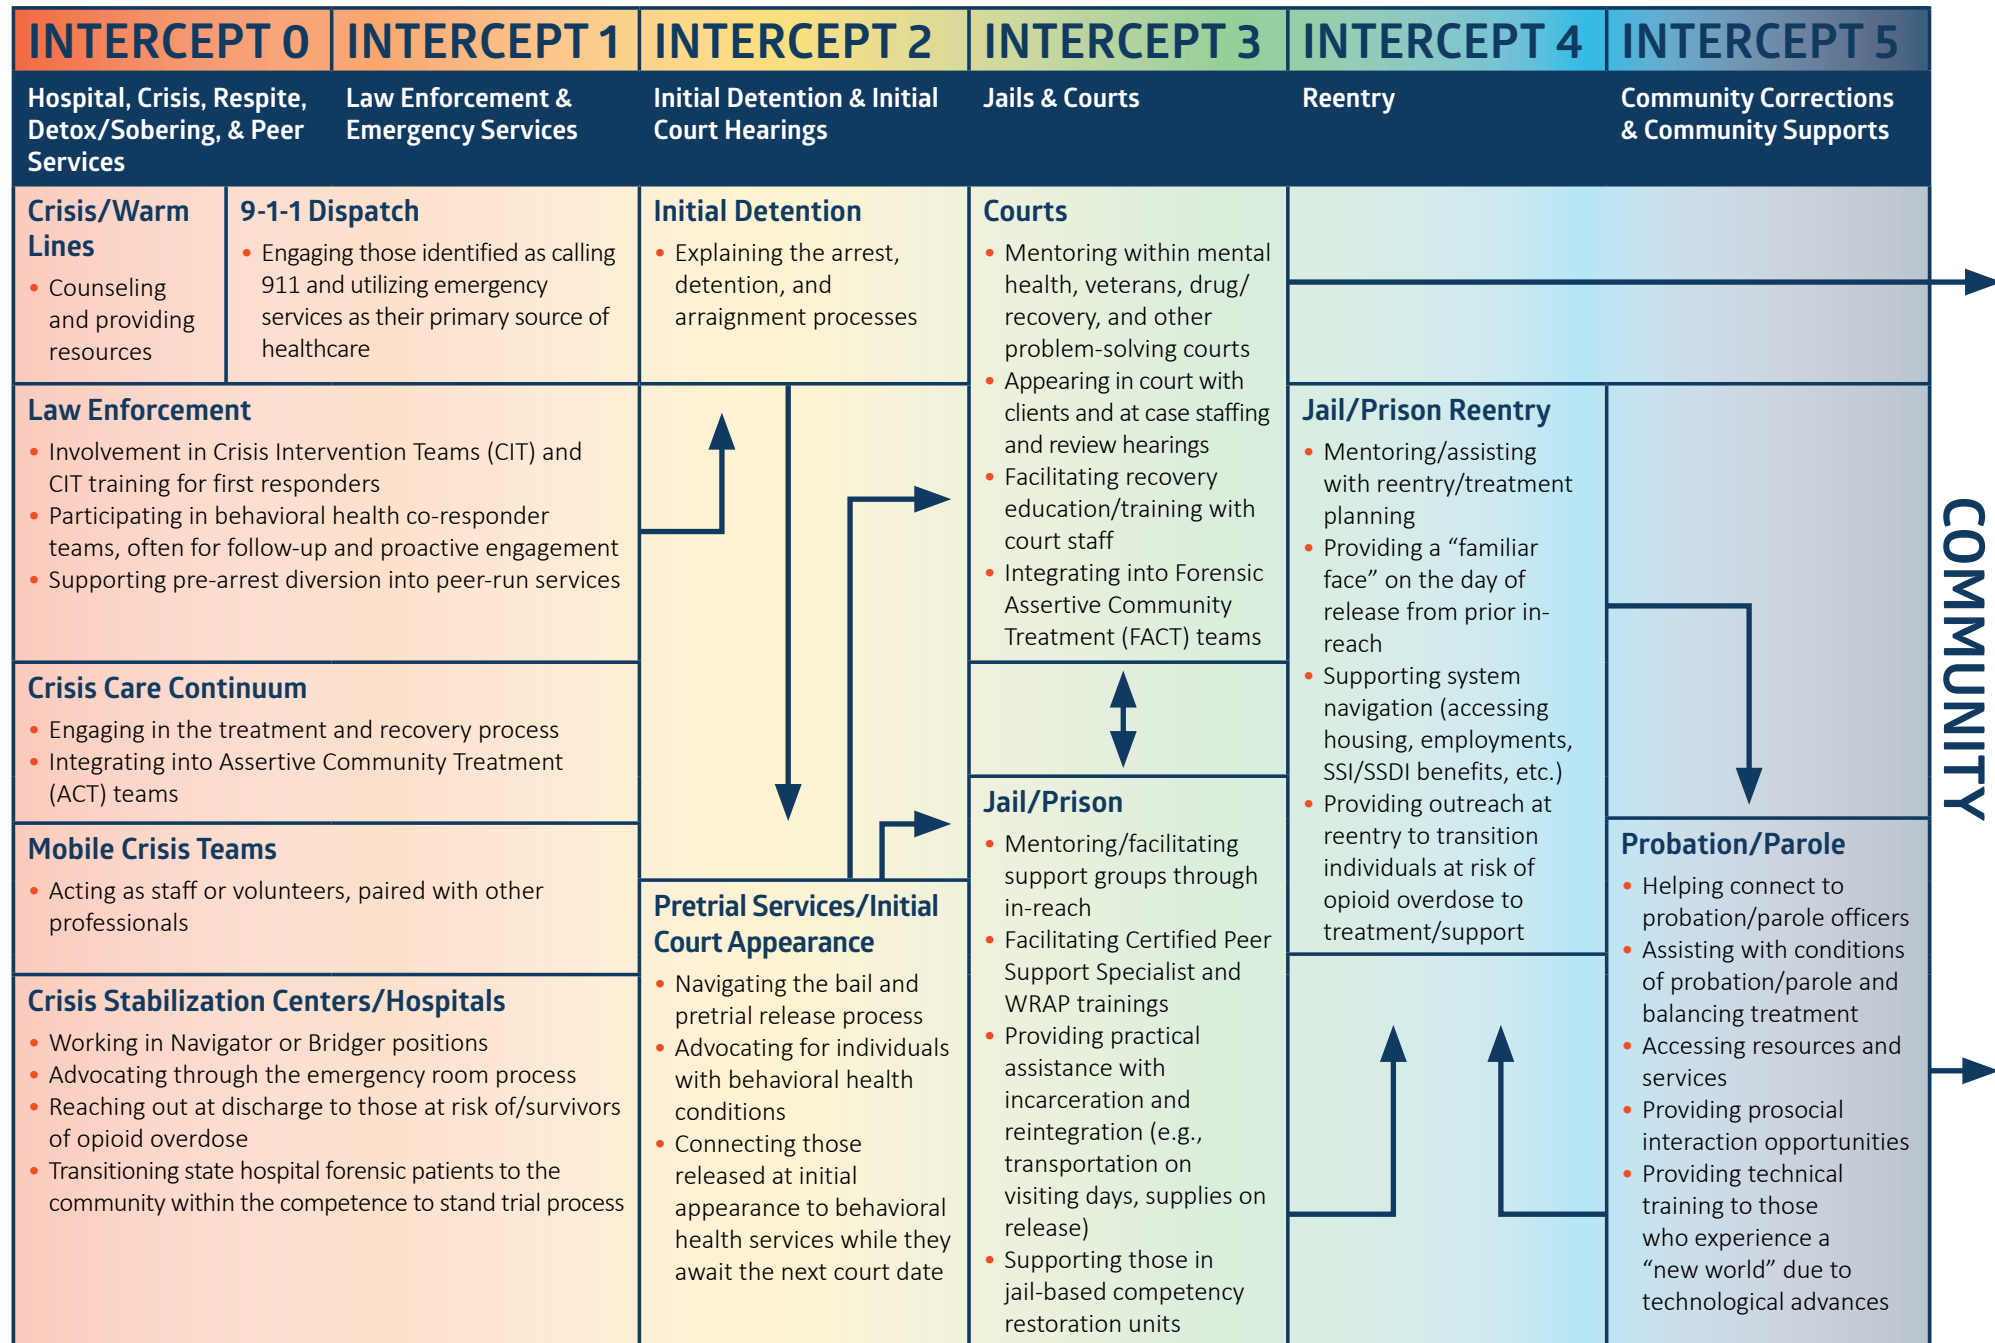 INTERCEPT 0
Hospital, Crisis, Respite,
Detox/Sobering, & Peer
Services
INTERCEPT 1
Law Enforcement &
Emergency Services
INTERCEPT 2
Initial Detention & Initial
Court Hearings
INTERCEPT 3
Jails & Courts
INTERCEPT 4
Reentry
INTERCEPT 5
Community Corrections
& Community Supports
Crisis/Warm
Lines
• Counseling
and providing
resources
9-1-1 Dispatch
• Engaging those identified as calling
911 and utilizing emergency
services as their primary source of
healthcare
Law Enforcement
• Involvement in Crisis Intervention Teams (CIT) and
CIT training for first responders
• Participating in behavioral health co-responder
teams, often for follow-up and proactive engagement
• Supporting pre-arrest diversion into peer-run services
Crisis Care Continuum
• Engaging in the treatment and recovery process
• Integrating into Assertive Community Treatment
(ACT) teams
Mobile Crisis Teams
• Acting as staff or volunteers, paired with other
professionals
Crisis Stabilization Centers/Hospitals
• Working in Navigator or Bridger positions
• Advocating through the emergency room process
• Reaching out at discharge to those at risk of/survivors
of opioid overdose
• Transitioning state hospital forensic patients to the
community within the competence to stand trial process
Initial Detention
• Explaining the arrest,
detention, and
arraignment processes
Pretrial Services/Initial
Court Appearance
• Navigating the bail and
pretrial release process
• Advocating for individuals
with behavioral health
conditions
• Connecting those
released at initial
appearance to behavioral
health services while they
await the next court date
Courts
• Mentoring within mental
health, veterans, drug/
recovery, and other
problem-solving courts
• Appearing in court with
clients and at case staffing
and review hearings
• Facilitating recovery
education/training with
court staff
• Integrating into Forensic
Assertive Community
Treatment (FACT) teams
Jail/Prison
• Mentoring/facilitating
support groups through
in-reach
• Facilitating Certified Peer
Support Specialist and
WRAP trainings
• Providing practical
assistance with
incarceration and
reintegration (e.g.,
transportation on
visiting days, supplies on
release)
• Supporting those in
jail-based competency
restoration units
Jail/Prison Reentry
• Mentoring/assisting
with reentry/treatment
planning
• Providing a “familiar
face” on the day of
release from prior in-
reach
• Supporting system
navigation (accessing
housing, employments,
SSI/SSDI benefits, etc.)
• Providing outreach at
reentry to transition
individuals at risk of
opioid overdose to
treatment/support
Probation/Parole
• Helping connect to
probation/parole officers
• Assisting with conditions
of probation/parole and
balancing treatment
• Accessing resources and
services
• Providing prosocial
interaction opportunities
• Providing technical
training to those
who experience a
“new world” due to
technological advances
COMMUNITY